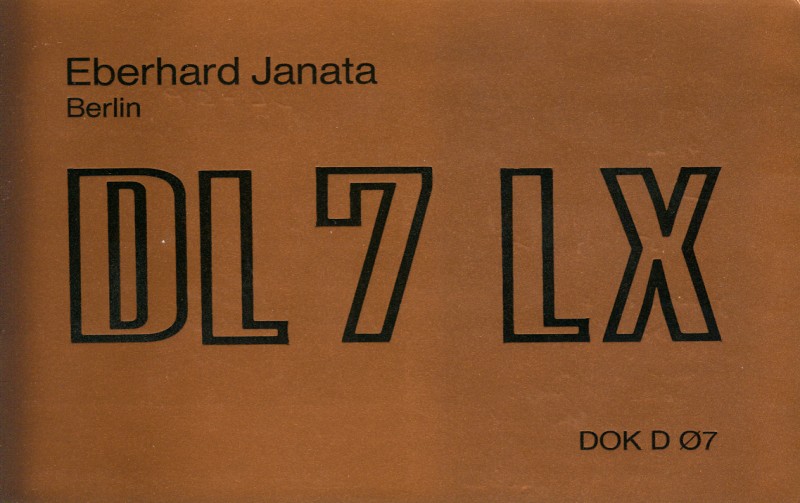 Eberhard Janata
Berlin
DL 7 LX
DOK D Ø7